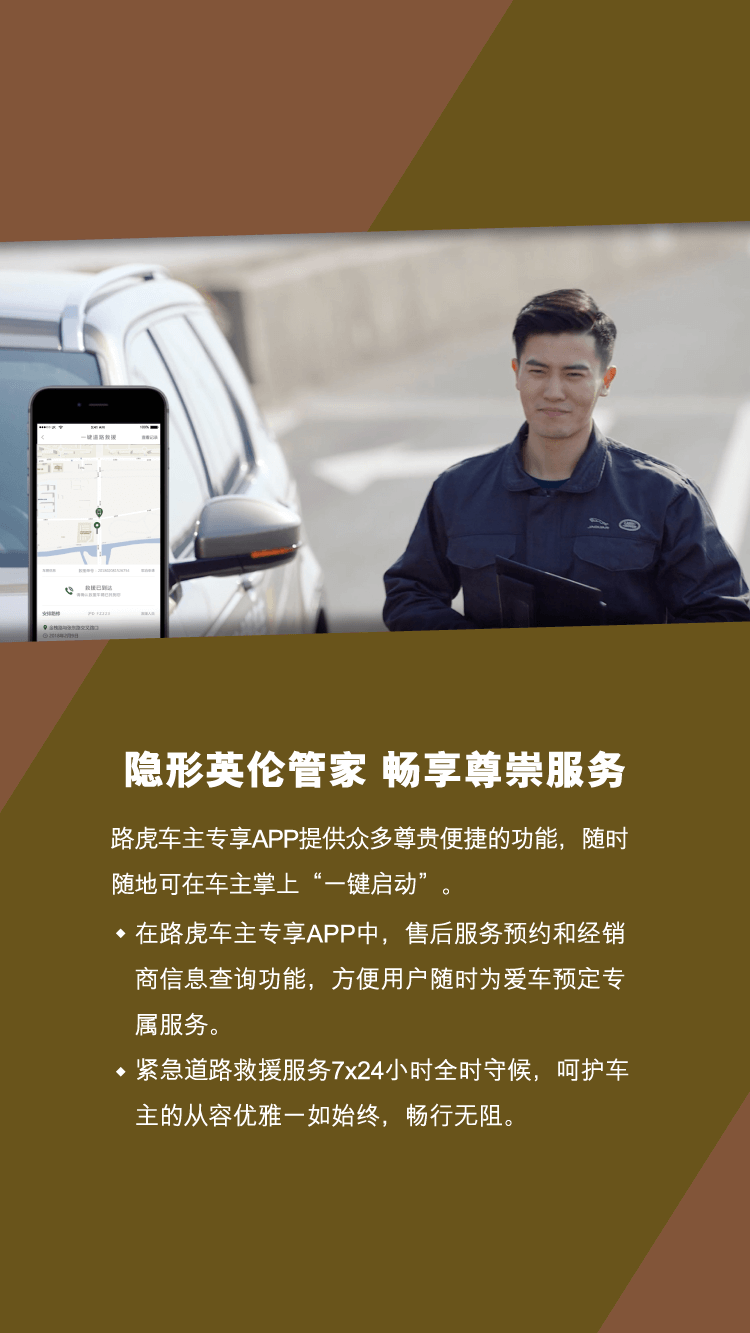 一键道路救援
救援已到达
安排勘察
隐形英伦管家 畅享尊崇服务
路虎车主专享APP提供众多尊贵便捷的功能，随时
随地可在车主掌上“一键启动”。
在路虎车主专享APP中，售后服务预约和经销
商信息查询功能，方便用户随时为爱车预定专
属服务。
紧急道路救援服务7x24小时全时守候，呵护车
主的从容优雅一如始终，畅行无阻。